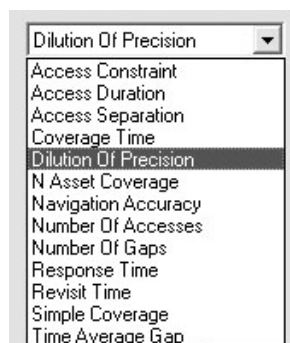 Dilution Of Precision
Access Constraint
Access Duration
Access Separation
Coverage Time
Dilution Of Precision
N Asset Coverage
Navigation Accuracy
Number Of Accesses
Number Of Gaps
Response Time
Revisit Time
Simple Coverage
Time Average Gap